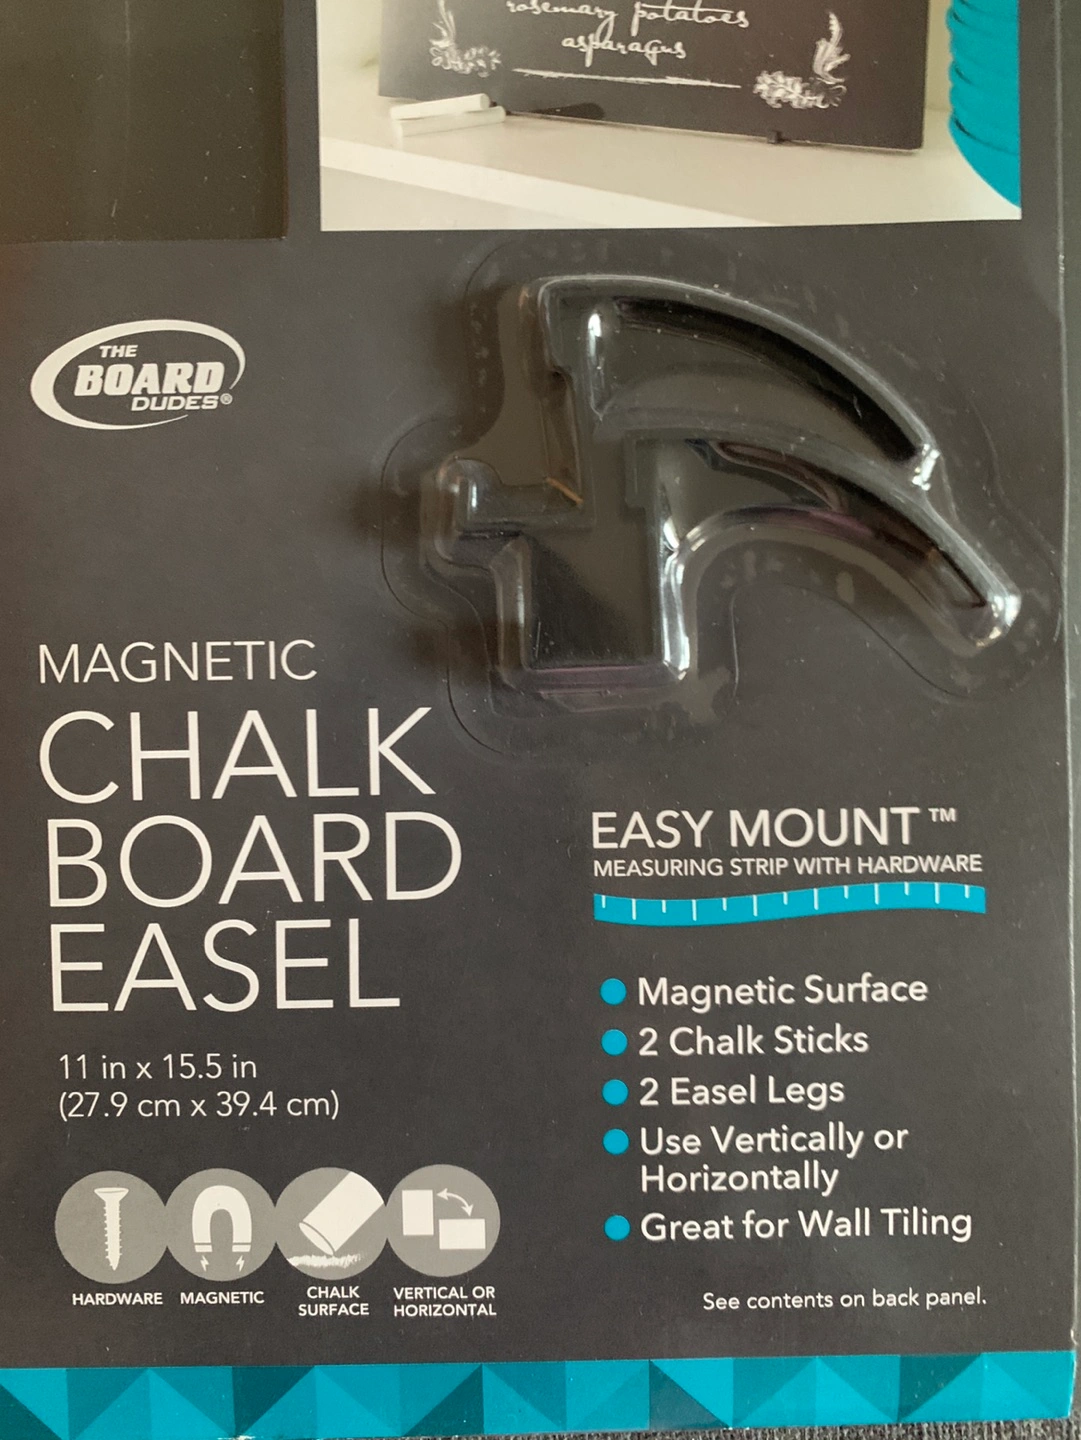 rosemary potatoes
asparagus
THE
BOARD
DUDES®
MAGNETIC
CHALK
BOARD
EASEL
11 in x 15.5 in
(27.9 cm x 39.4 cm)
HARDWARE
MAGNETIC
CHALK
SURFACE
VERTICAL OR
HORIZONTAL
EASY MOUNT™
MEASURING STRIP WITH HARDWARE
Magnetic Surface
2 Chalk Sticks
2 Easel Legs
Use Vertically or
Horizontally
Great for Wall Tiling
See contents on back panel.